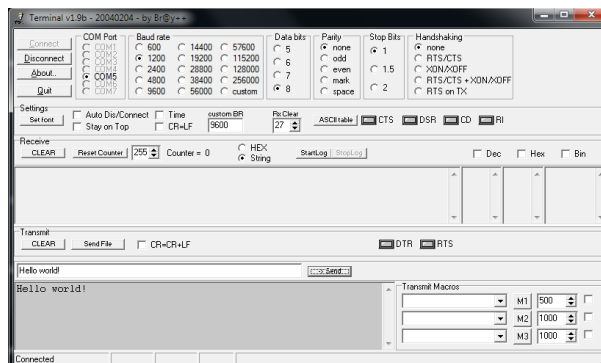 Terminal v1.9b - 20040204 - by Br@y++
Connect
Disconnect
About..
Quit
COM Port
COM1
COM2
COM3
COM4
COM5
COM6
COM7
Baud rate
600 14400 57600
1200 19200 115200
2400 28800 128000
4800 38400 256000
9600 56000 custom
Data bits
5
6
7
8
Parity
none
odd
even
mark
space
Stop Bits
1
1.5
2
Handshaking
none
RTS/CTS
XON/XOFF
RTS/CTS + XON/XOFF
RTS on TX
Settings
Set font
Auto Dis/Connect Time
Stay on Top CR=LF
custom BR
9600
Rx Clear
27
ASCII table CTS DSR CD RI
Receive
CLEAR Reset Counter 255 Counter = 0
HEX
String
StartLog StopLog Dec Hex Bin
Transmit
CLEAR Send File CR=CR+LF DTR RTS
Hello world! -> Send
Hello world!
Transmit Macros
M1 500
M2 1000
M3 1000
Connected